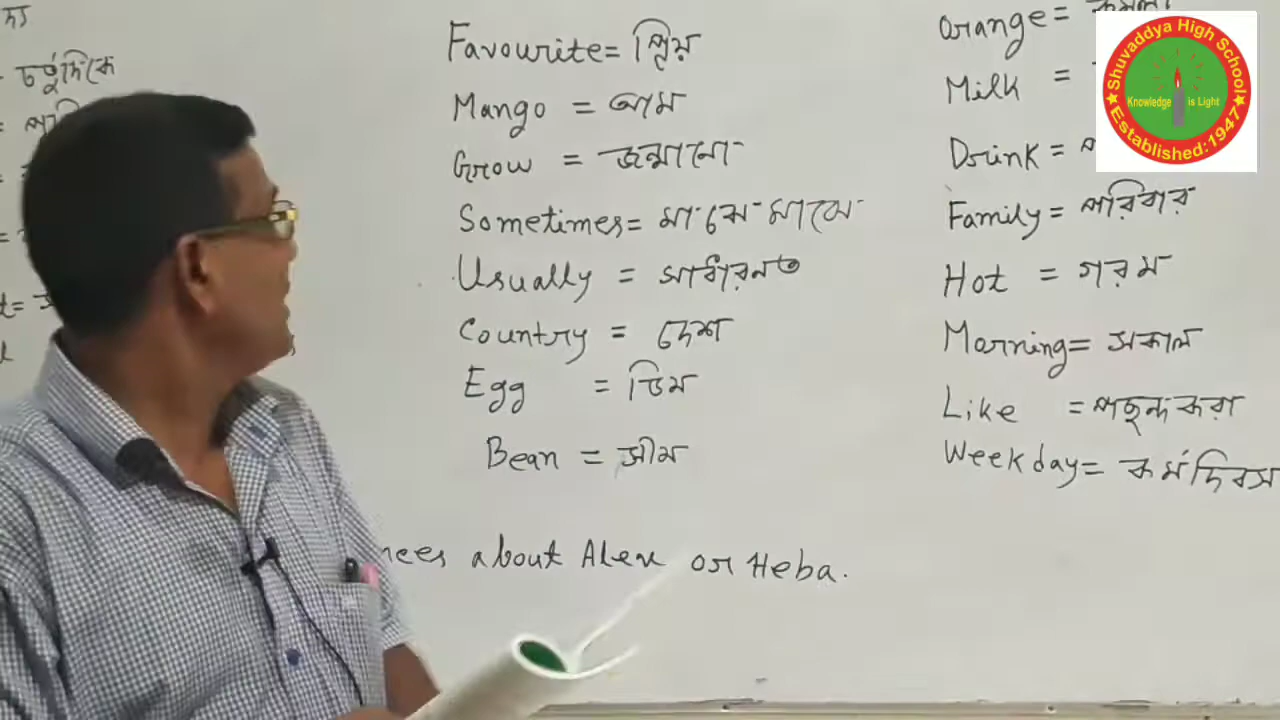 চর্তুদিকে
Favourite = প্রিয়
Mango = আম
Grow = জন্মানো
Sometimes = মাঝে মাঝে
Usually = সাধারনত
Country = দেশ
Egg = ডিম
Bean = সীম
about Alex or Heba.
Orange =
Milk =
Drink =
Family = পরিবার
Hot = গরম
Morning = সকাল
Like = পছন্দ করা
Weekday = কর্মদিবস
Shuvaddya High School
Knowledge is Light
Established:1947